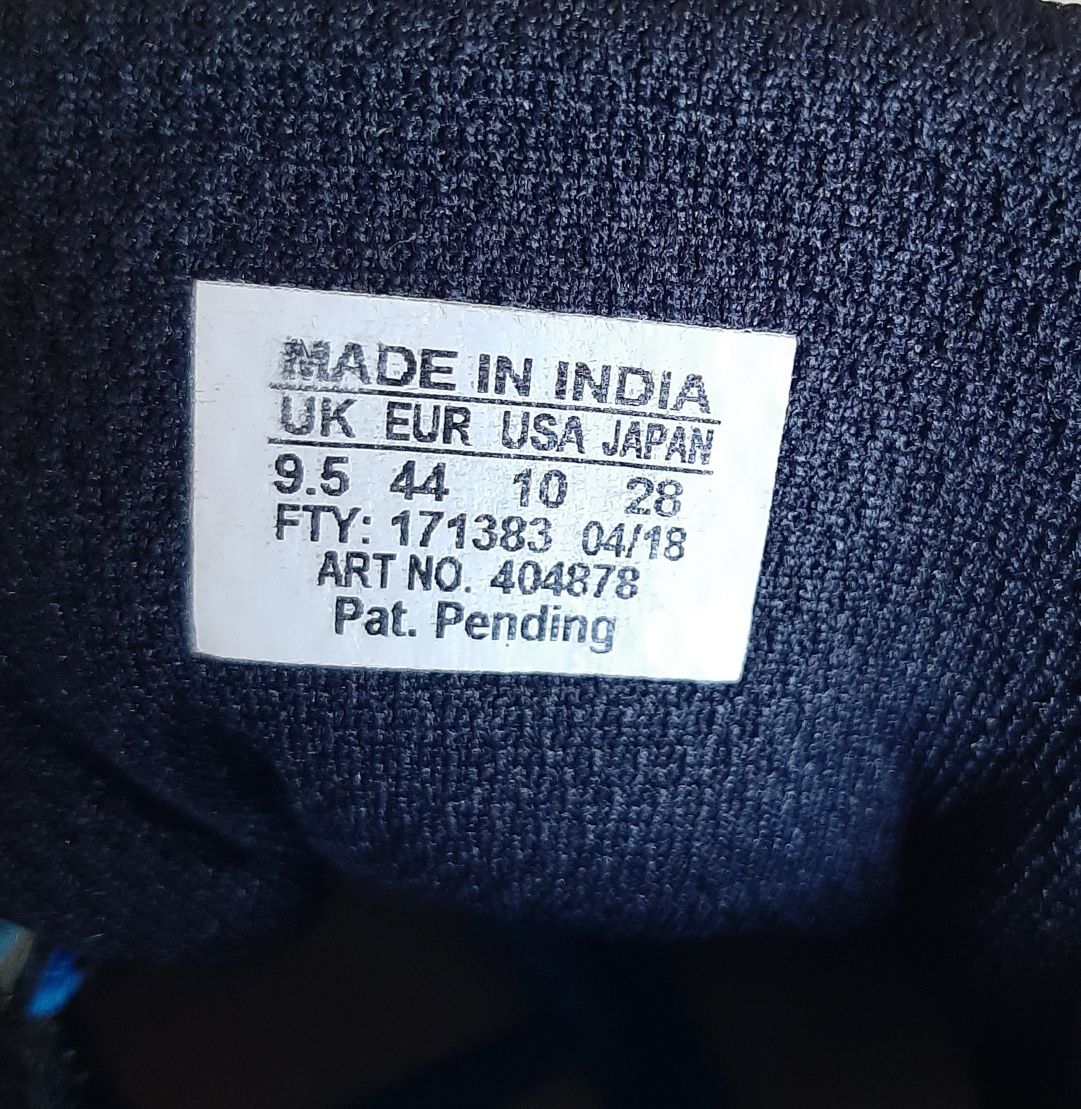 MADE IN INDIA
UK EUR USA JAPAN
9.5 44 10 28
FTY: 171383 04/18
ART NO. 404878
Pat. Pending